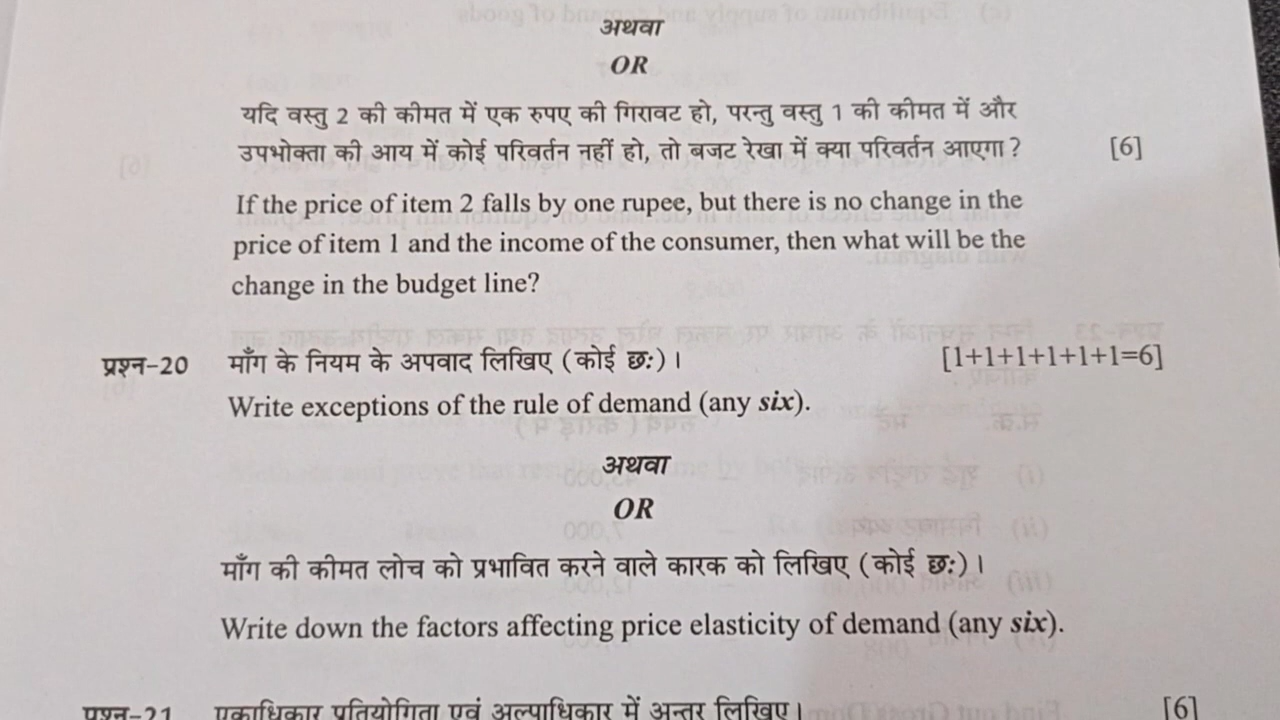 अथवा
OR
यदि वस्तु 2 की कीमत में एक रुपए की गिरावट हो, परन्तु वस्तु 1 की कीमत में और
उपभोक्ता की आय में कोई परिवर्तन नहीं हो, तो बजट रेखा में क्या परिवर्तन आएगा ? [6]
If the price of item 2 falls by one rupee, but there is no change in the
price of item 1 and the income of the consumer, then what will be the
change in the budget line?
प्रश्न-20 माँग के नियम के अपवाद लिखिए (कोई छः)। [1+1+1+1+1+1=6]
Write exceptions of the rule of demand (any six).
अथवा
OR
माँग की कीमत लोच को प्रभावित करने वाले कारक को लिखिए (कोई छः)।
Write down the factors affecting price elasticity of demand (any six).
प्रश्न-21 एकाधिकार प्रतियोगिता एवं अल्पाधिकार में अन्तर लिखिए। [6]